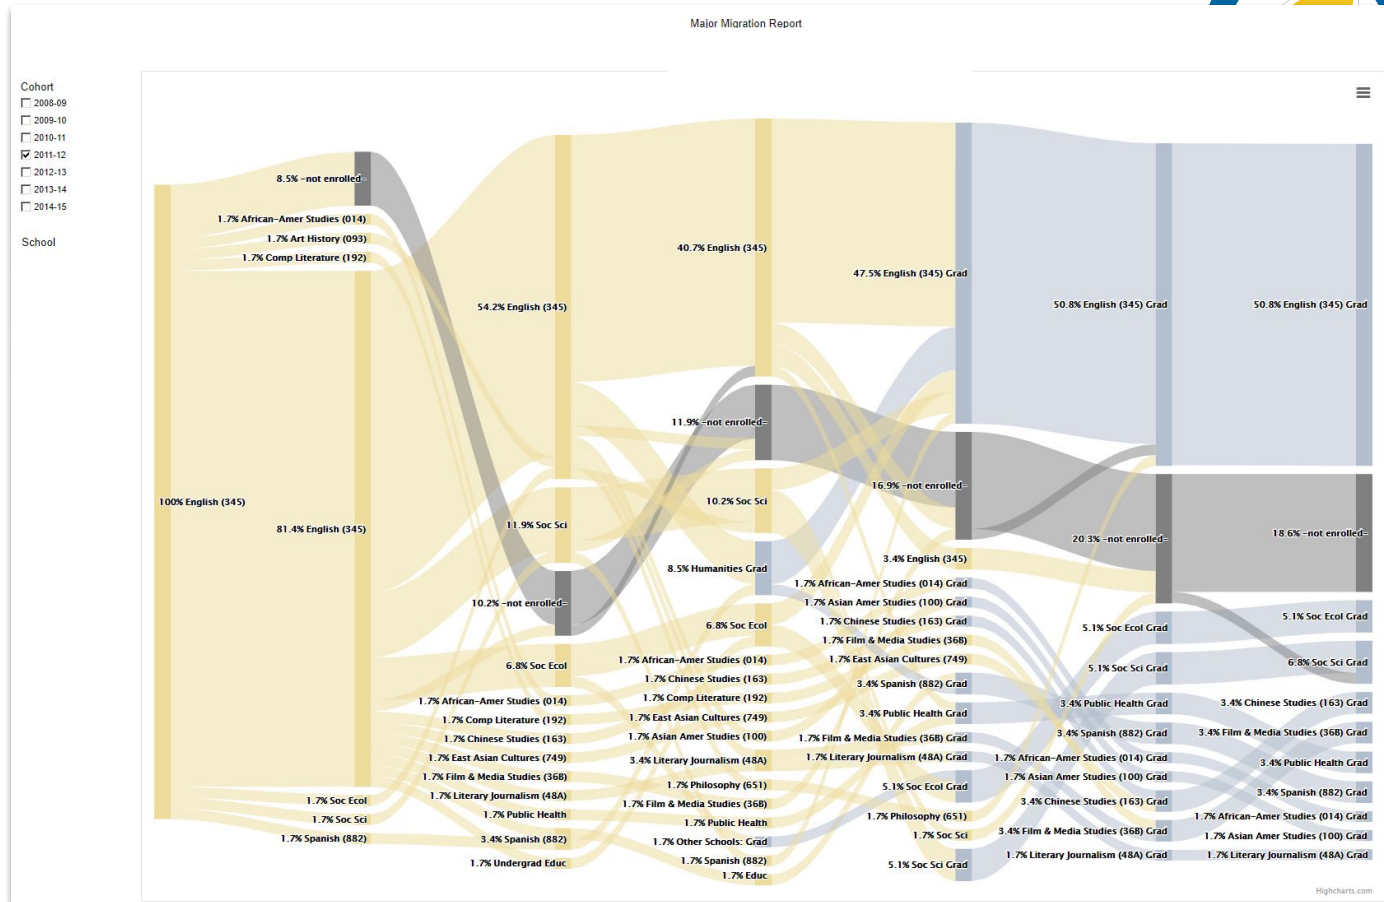 Major Migration Report
Cohort
2008-09
2009-10
2010-11
2011-12
2012-13
2013-14
2014-15
School
100% English (345)
8.5% -not enrolled-
1.7% African-Amer Studies (014)
1.7% Art History (093)
1.7% Comp Literature (192)
81.4% English (345)
1.7% Soc Ecol
1.7% Soc Sci
1.7% Spanish (882)
54.2% English (345)
11.9% Soc Sci
10.2% -not enrolled-
6.8% Soc Ecol
1.7% African-Amer Studies (014)
1.7% Comp Literature (192)
1.7% Chinese Studies (163)
1.7% East Asian Cultures (749)
1.7% Film & Media Studies (36B)
1.7% Literary Journalism (48A)
1.7% Public Health
3.4% Spanish (882)
1.7% Undergrad Educ
40.7% English (345)
11.9% -not enrolled-
10.2% Soc Sci
8.5% Humanities Grad
6.8% Soc Ecol
1.7% African-Amer Studies (014)
1.7% Chinese Studies (163)
1.7% Comp Literature (192)
1.7% East Asian Cultures (749)
1.7% Asian Amer Studies (100)
3.4% Literary Journalism (48A)
1.7% Philosophy (651)
1.7% Film & Media Studies (36B)
1.7% Public Health
1.7% Other Schools: Grad
1.7% Spanish (882)
1.7% Educ
47.5% English (345) Grad
16.9% -not enrolled-
3.4% English (345)
1.7% African-Amer Studies (014) Grad
1.7% Asian Amer Studies (100) Grad
1.7% Chinese Studies (163) Grad
1.7% Film & Media Studies (36B)
1.7% East Asian Cultures (749)
3.4% Spanish (882) Grad
3.4% Public Health Grad
1.7% Film & Media Studies (36B) Grad
1.7% Literary Journalism (48A) Grad
5.1% Soc Ecol Grad
1.7% Philosophy (651)
1.7% Soc Sci
5.1% Soc Sci Grad
50.8% English (345) Grad
20.3% -not enrolled-
5.1% Soc Ecol Grad
5.1% Soc Sci Grad
3.4% Public Health Grad
3.4% Spanish (882) Grad
1.7% African-Amer Studies (014) Grad
1.7% Asian Amer Studies (100) Grad
3.4% Chinese Studies (163) Grad
3.4% Film & Media Studies (36B) Grad
1.7% Literary Journalism (48A) Grad
50.8% English (345) Grad
18.6% -not enrolled-
5.1% Soc Ecol Grad
6.8% Soc Sci Grad
3.4% Chinese Studies (163) Grad
3.4% Film & Media Studies (36B) Grad
3.4% Public Health Grad
3.4% Spanish (882) Grad
1.7% African-Amer Studies (014) Grad
1.7% Asian Amer Studies (100) Grad
1.7% Literary Journalism (48A) Grad
Highcharts.com